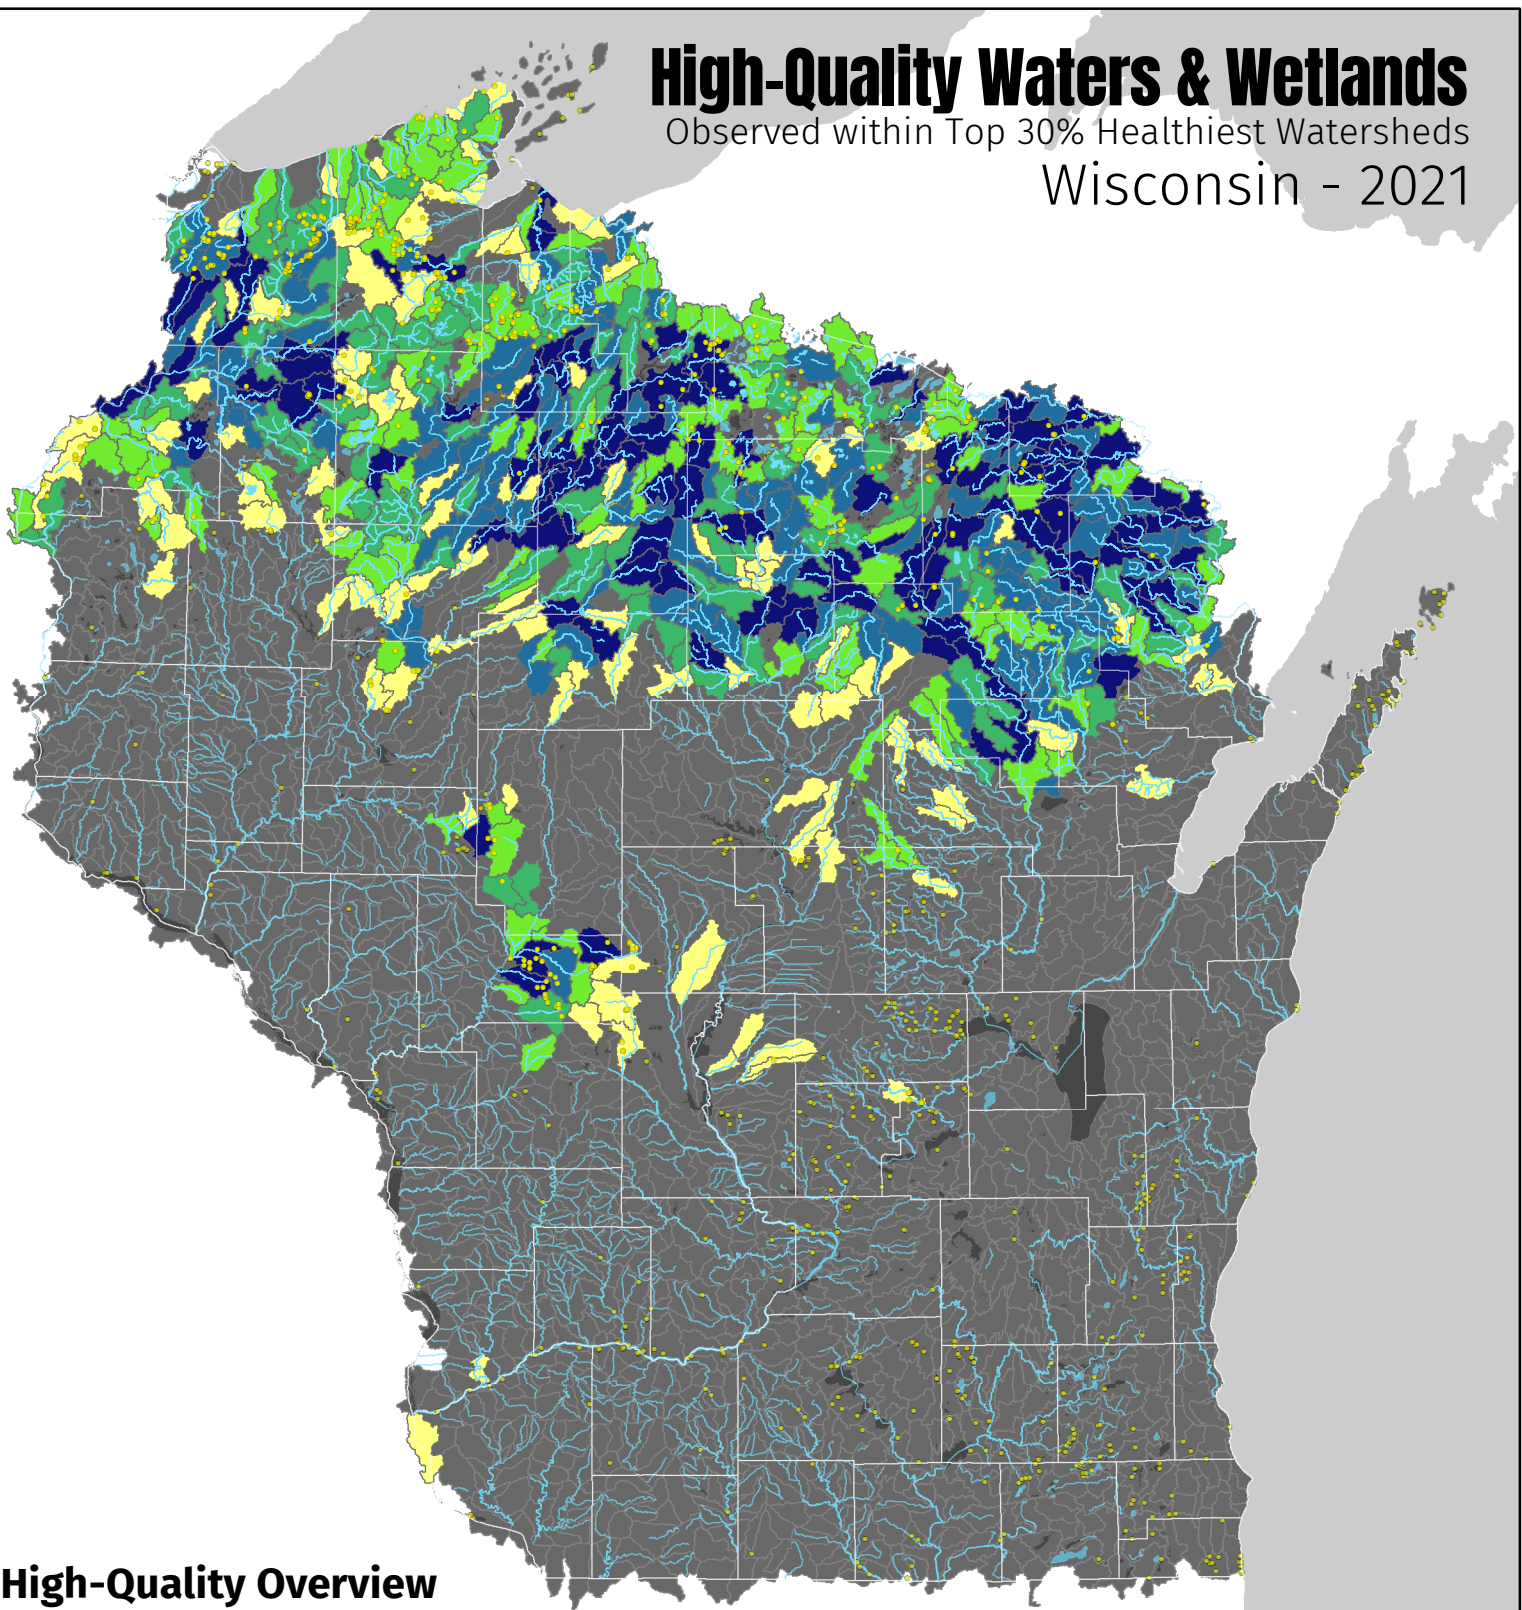 High-Quality Waters & Wetlands
Observed within Top 30% Healthiest Watersheds
Wisconsin - 2021
High-Quality Overview